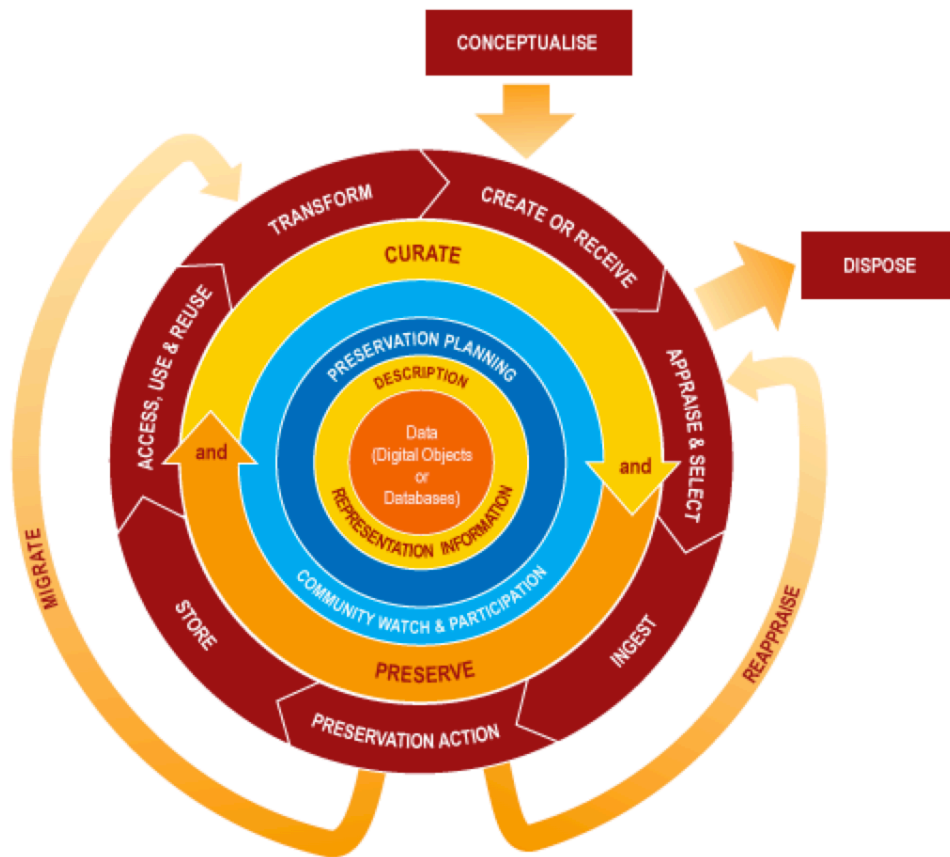 CONCEPTUALISE
DISPOSE
TRANSFORM
CREATE OR RECEIVE
APPRAISE & SELECT
INGEST
PRESERVATION ACTION
STORE
ACCESS, USE & REUSE
CURATE
and
PRESERVE
and
PRESERVATION PLANNING
COMMUNITY WATCH & PARTICIPATION
DESCRIPTION
REPRESENTATION INFORMATION
Data
(Digital Objects
or
Databases)
MIGRATE
REAPPRAISE